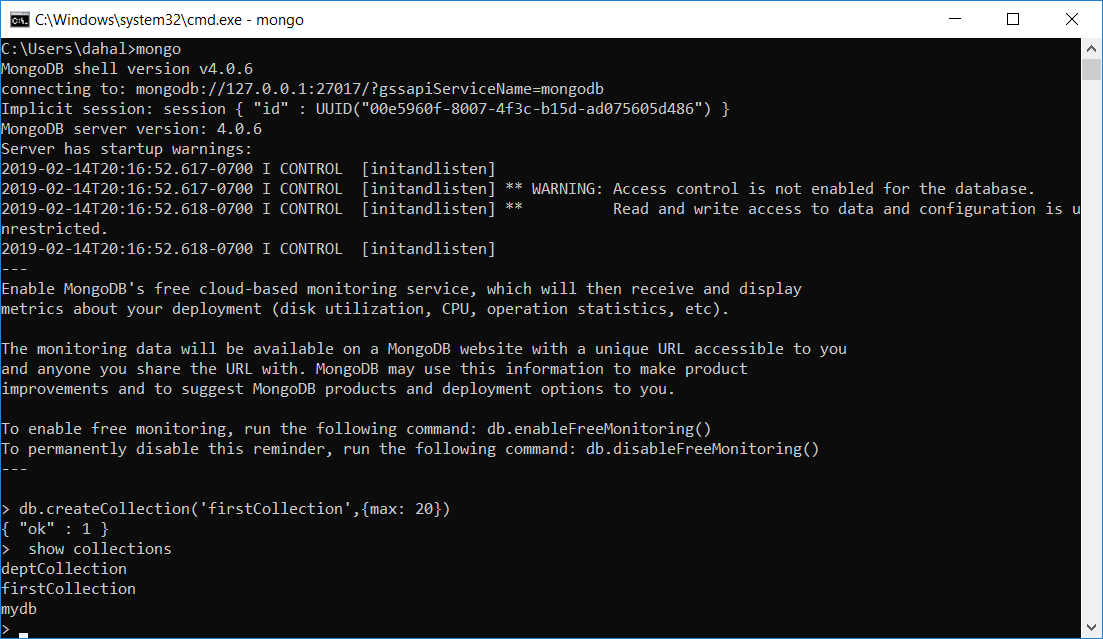 C:\Windows\system32\cmd.exe - mongo
C:\Users\dahal>mongo
MongoDB shell version v4.0.6
connecting to: mongodb://127.0.0.1:27017/?gssapiServiceName=mongodb
Implicit session: session { "id" : UUID("00e5960f-8007-4f3c-b15d-ad075605d486") }
MongoDB server version: 4.0.6
Server has startup warnings:
2019-02-14T20:16:52.617-0700 I CONTROL  [initandlisten]
2019-02-14T20:16:52.617-0700 I CONTROL  [initandlisten] ** WARNING: Access control is not enabled for the database.
2019-02-14T20:16:52.618-0700 I CONTROL  [initandlisten] **          Read and write access to data and configuration is u
nrestricted.
2019-02-14T20:16:52.618-0700 I CONTROL  [initandlisten]
---
Enable MongoDB's free cloud-based monitoring service, which will then receive and display
metrics about your deployment (disk utilization, CPU, operation statistics, etc).
The monitoring data will be available on a MongoDB website with a unique URL accessible to you
and anyone you share the URL with. MongoDB may use this information to make product
improvements and to suggest MongoDB products and deployment options to you.
To enable free monitoring, run the following command: db.enableFreeMonitoring()
To permanently disable this reminder, run the following command: db.disableFreeMonitoring()
---
> db.createCollection('firstCollection',{max: 20})
{ "ok" : 1 }
>  show collections
deptCollection
firstCollection
mydb
>